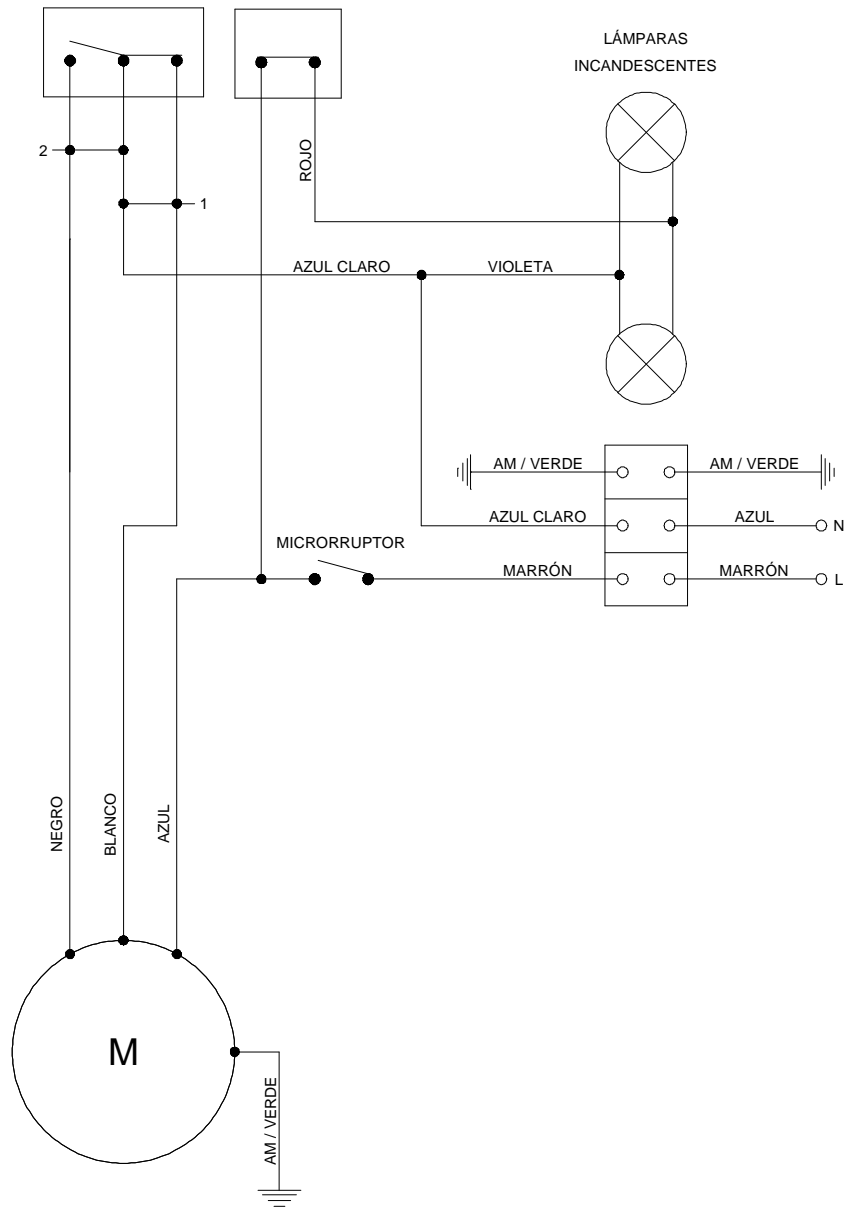 LÁMPARAS
INCANDESCENTES
2
ROJO
1
AZUL CLARO
VIOLETA
AM / VERDE
AM / VERDE
AZUL CLARO
AZUL
N
MICRORRUPTOR
MARRÓN
MARRÓN
L
NEGRO
BLANCO
AZUL
M
AM / VERDE